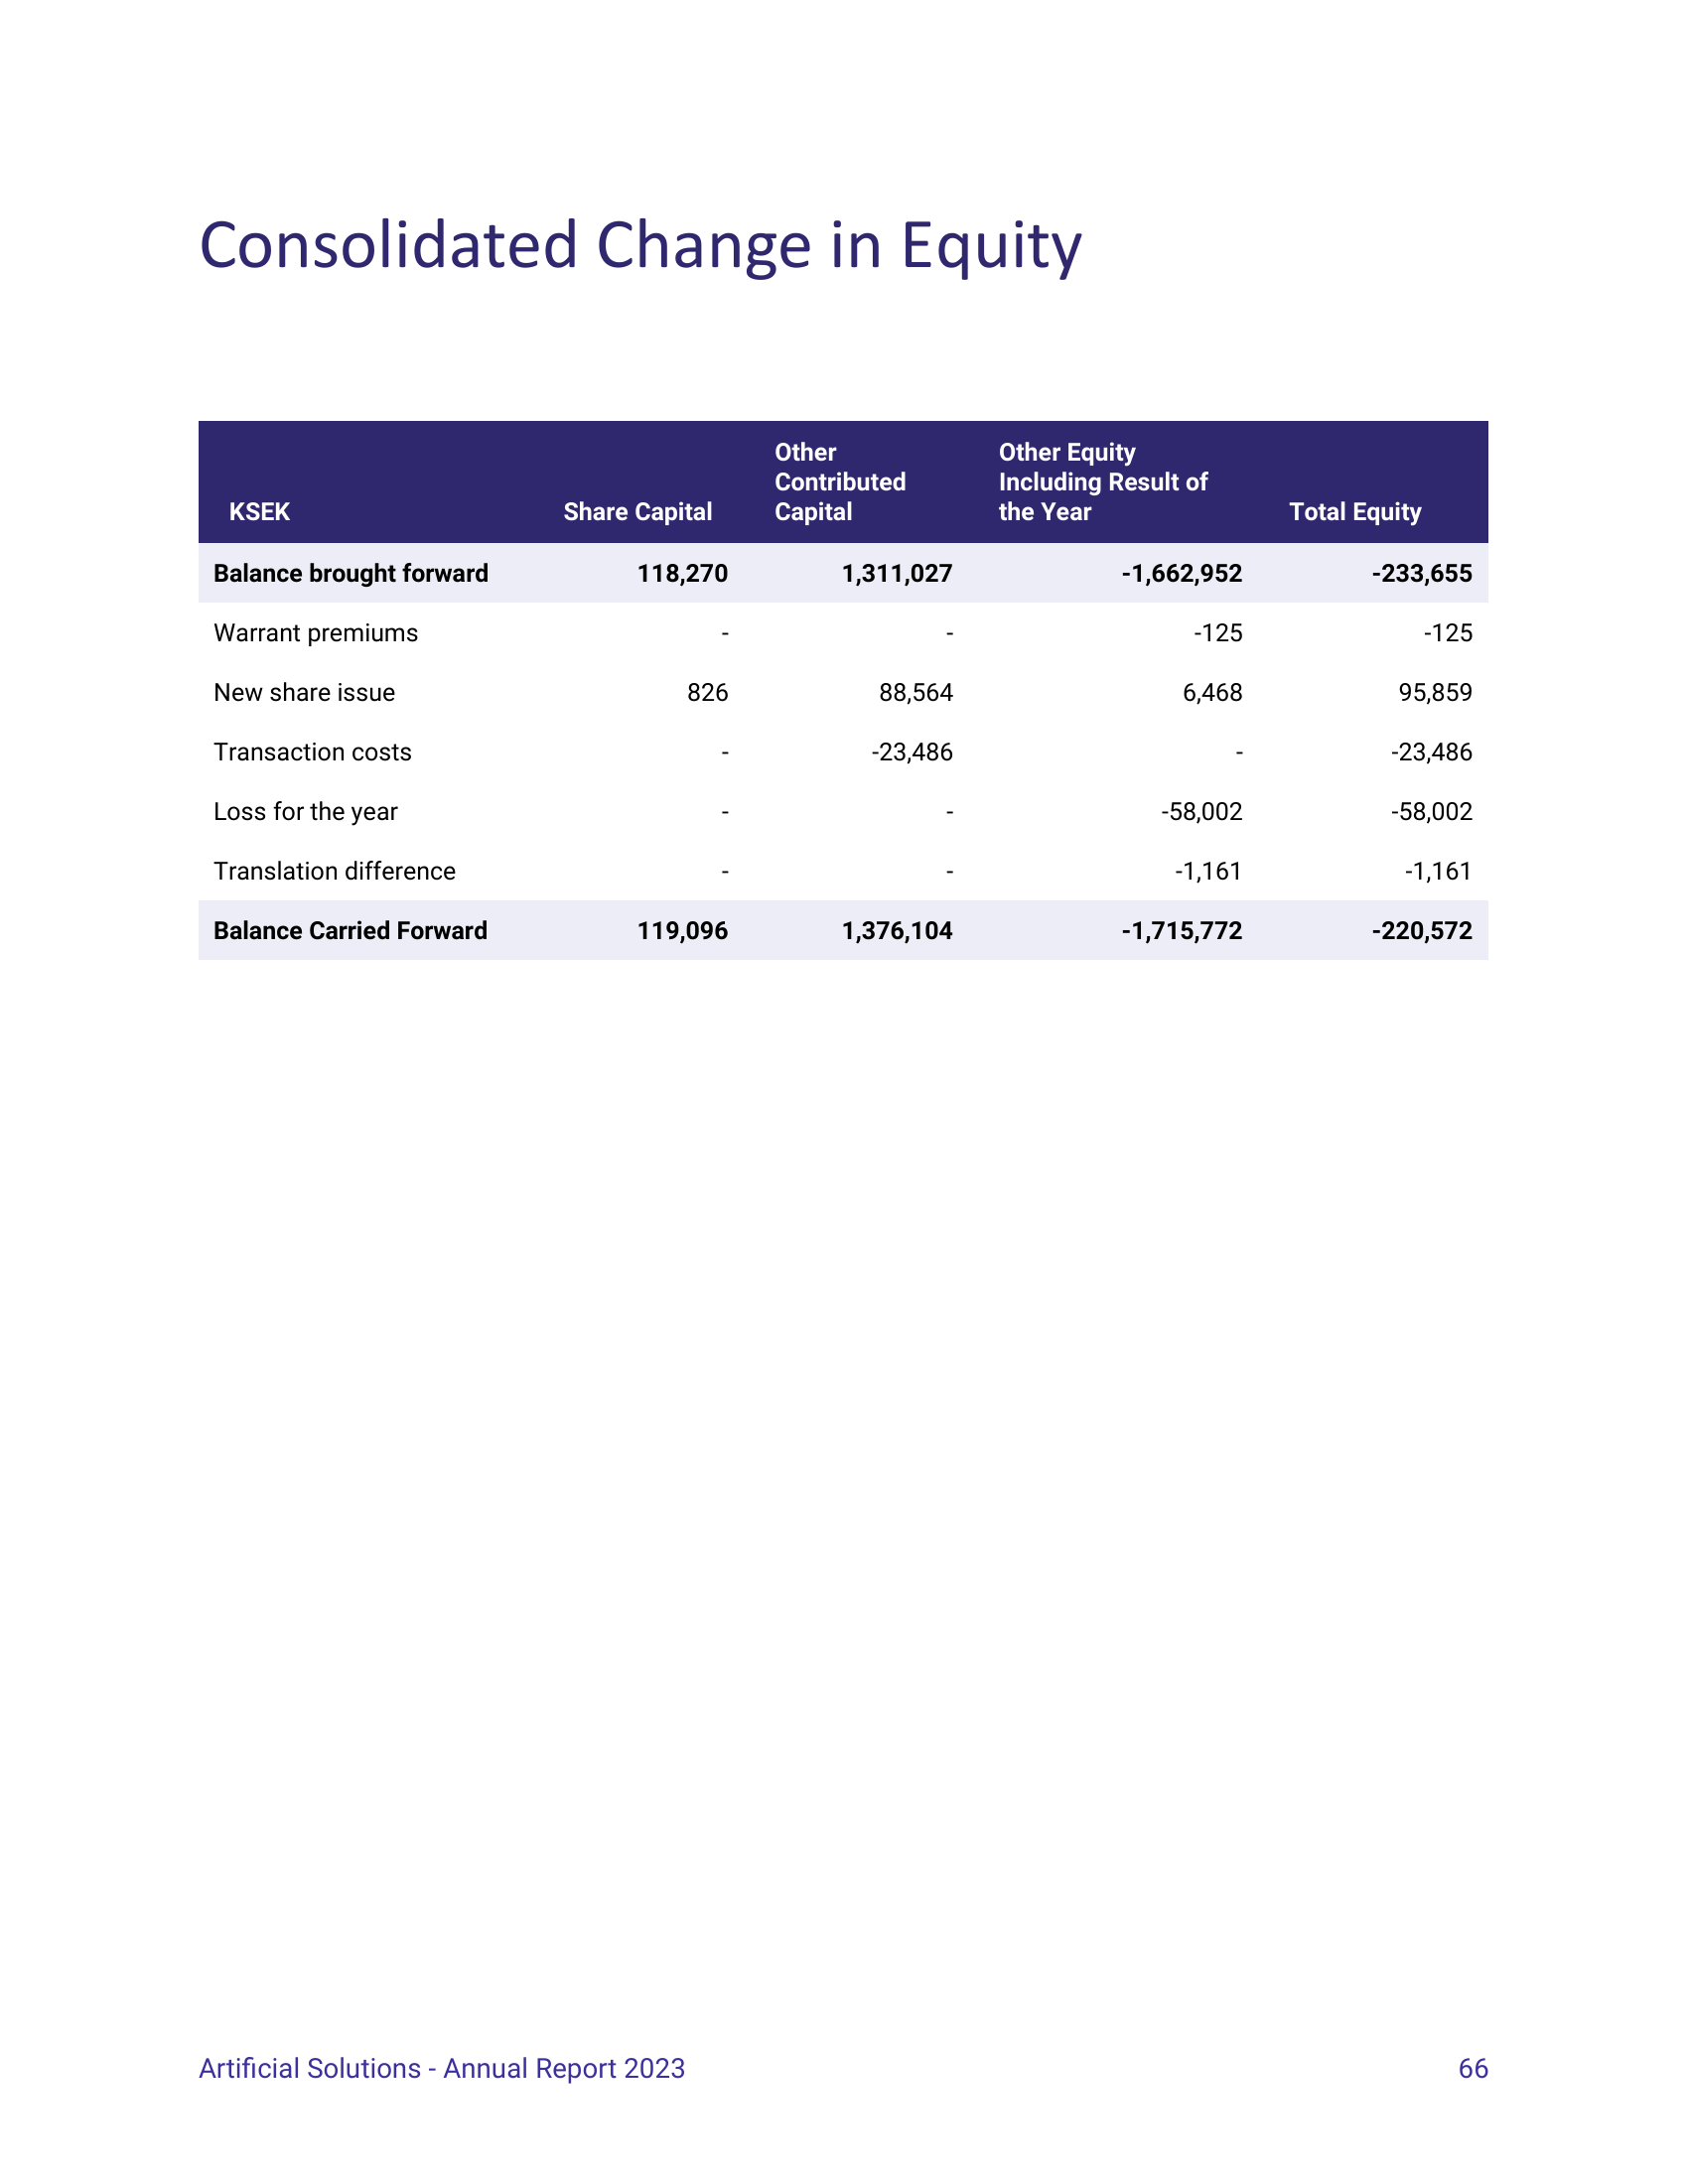 Consolidated Change in Equity
KSEK Share Capital Other Contributed Capital Other Equity Including Result of the Year Total Equity
Balance brought forward 118,270 1,311,027 -1,662,952 -233,655
Warrant premiums - - -125 -125
New share issue 826 88,564 6,468 95,859
Transaction costs - -23,486 - -23,486
Loss for the year - - -58,002 -58,002
Translation difference - - -1,161 -1,161
Balance Carried Forward 119,096 1,376,104 -1,715,772 -220,572
Artificial Solutions - Annual Report 2023 66